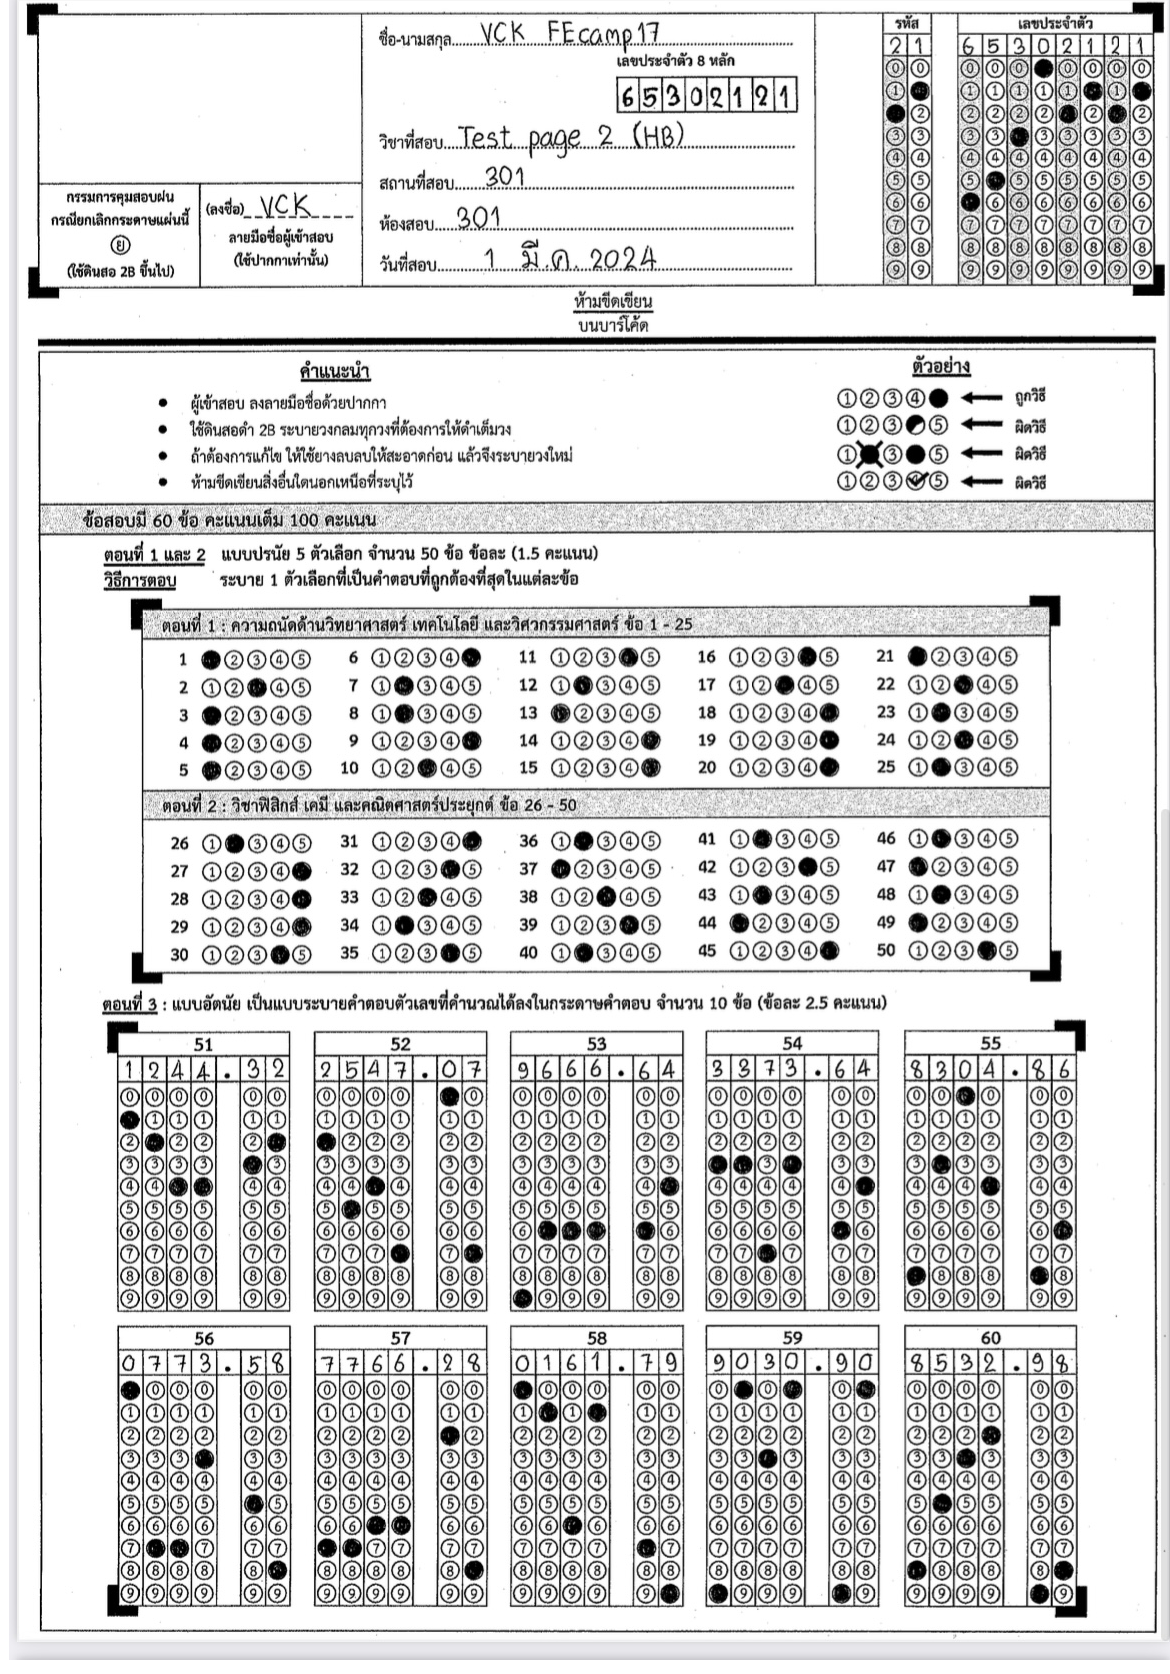 ชื่อ-นามสกุล VCK FEcamp17
เลขประจำตัว 8 หลัก
65302121
วิชาที่สอบ Test page 2 (HB)
สถานที่สอบ 301
ห้องสอบ 301
วันที่สอบ 1 มี.ค. 2024
กรรมการคุมสอบฝน
กรณียกเลิกกระดาษแผ่นนี้
ย
(ใช้ดินสอ 2B ขึ้นไป)
(ลงชื่อ) VCK
ลายมือชื่อผู้เข้าสอบ
(ใช้ปากกาเท่านั้น)
รหัส
21
เลขประจำตัว
65302121
ห้ามขีดเขียน
บนบาร์โค้ด
คำแนะนำ
• ผู้เข้าสอบ ลงลายมือชื่อด้วยปากกา
• ใช้ดินสอดำ 2B ระบายวงกลมทุกวงที่ต้องการให้ดำเต็มวง
• ถ้าต้องการแก้ไข ให้ใช้ยางลบลบให้สะอาดก่อน แล้วจึงระบายวงใหม่
• ห้ามขีดเขียนสิ่งอื่นใดนอกเหนือที่ระบุไว้
ตัวอย่าง
ถูกวิธี
ผิดวิธี
ผิดวิธี
ผิดวิธี
ข้อสอบมี 60 ข้อ คะแนนเต็ม 100 คะแนน
ตอนที่ 1 และ 2 แบบปรนัย 5 ตัวเลือก จำนวน 50 ข้อ ข้อละ (1.5 คะแนน)
วิธีการตอบ ระบาย 1 ตัวเลือกที่เป็นคำตอบที่ถูกต้องที่สุดในแต่ละข้อ
ตอนที่ 1 : ความถนัดด้านวิทยาศาสตร์ เทคโนโลยี และวิศวกรรมศาสตร์ ข้อ 1 - 25
1 6 11 16 21
2 7 12 17 22
3 8 13 18 23
4 9 14 19 24
5 10 15 20 25
ตอนที่ 2 : วิชาฟิสิกส์ เคมี และคณิตศาสตร์ประยุกต์ ข้อ 26 - 50
26 31 36 41 46
27 32 37 42 47
28 33 38 43 48
29 34 39 44 49
30 35 40 45 50
ตอนที่ 3 : แบบอัตนัย เป็นแบบระบายคำตอบตัวเลขที่คำนวณได้ลงในกระดาษคำตอบ จำนวน 10 ข้อ (ข้อละ 2.5 คะแนน)
51 52 53 54 55
1244.32 2547.07 9666.64 3373.64 8304.86
56 57 58 59 60
0773.58 7766.28 0161.79 9030.90 8532.98